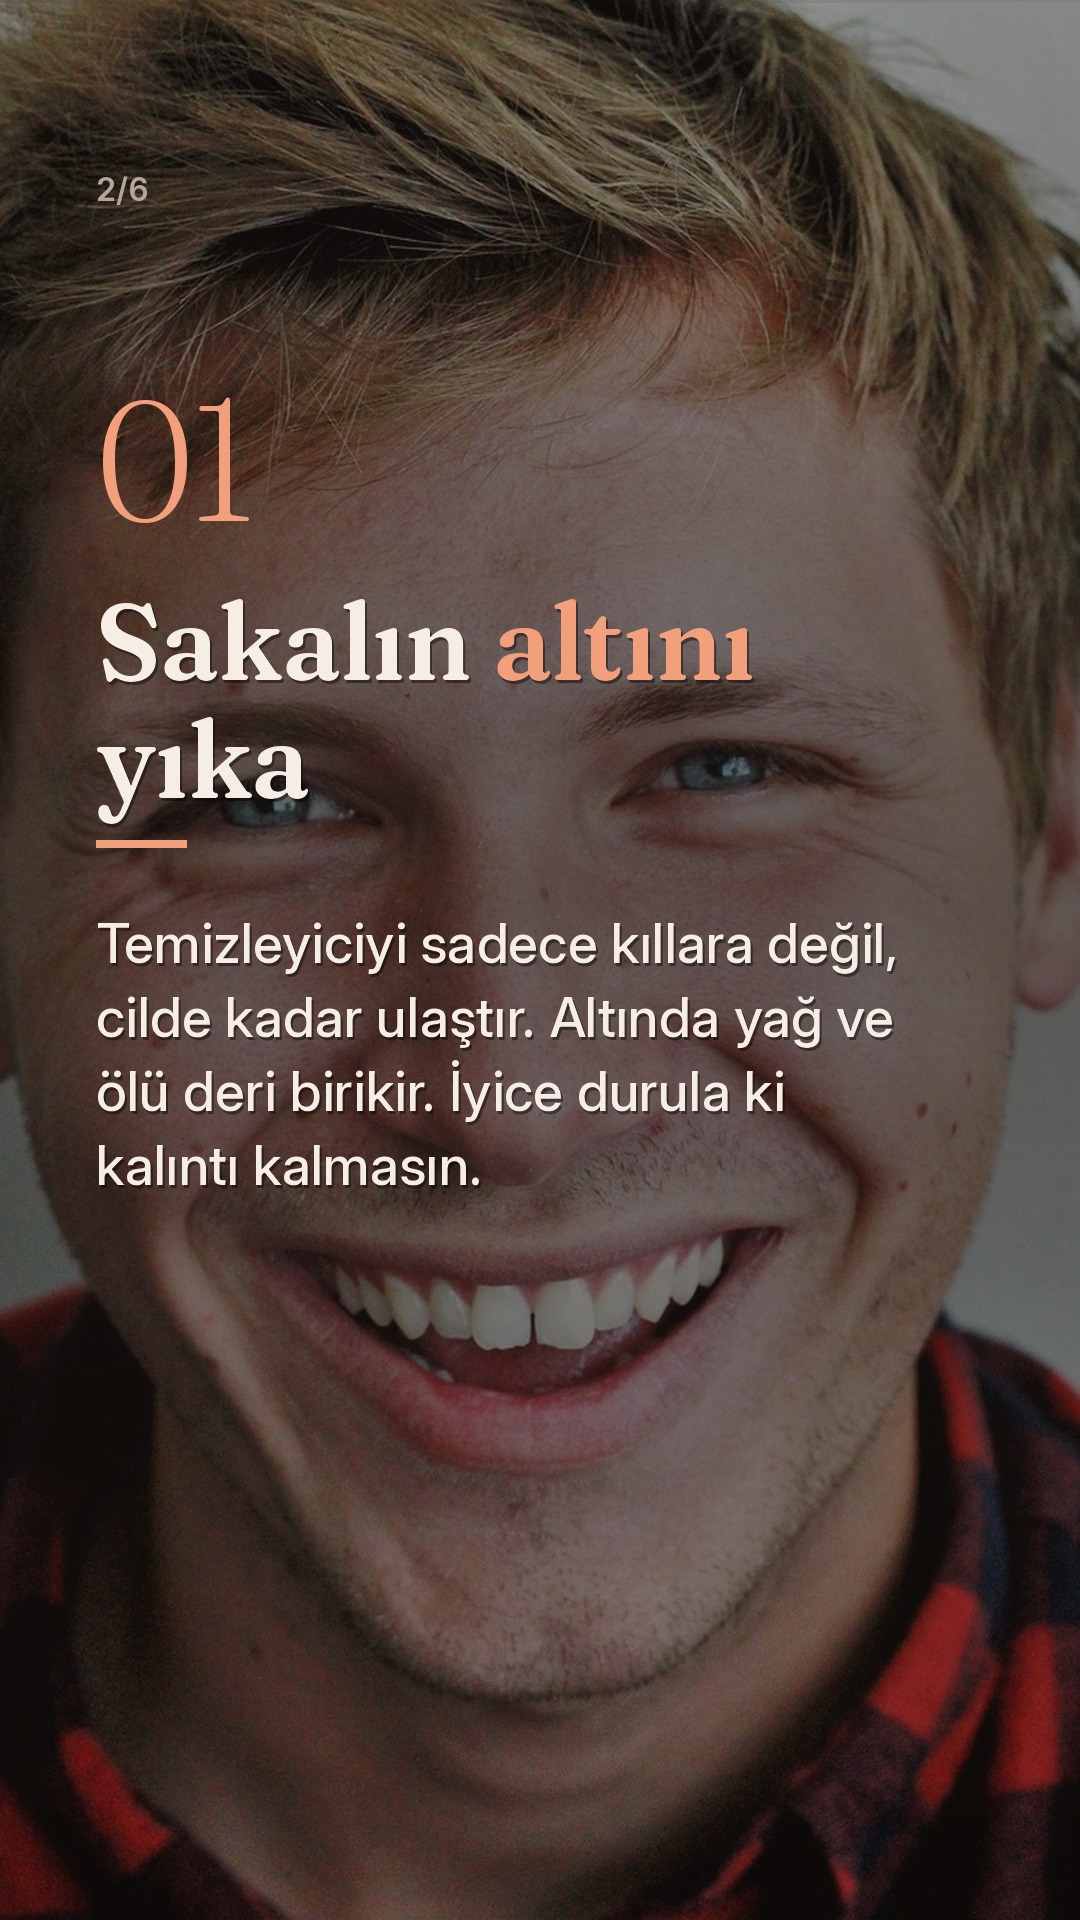 2/6
01
Sakalın altını
yıka
Temizleyiciyi sadece kıllara değil,
cilde kadar ulaştır. Altında yağ ve
ölü deri birikir. İyice durula ki
kalıntı kalmasın.